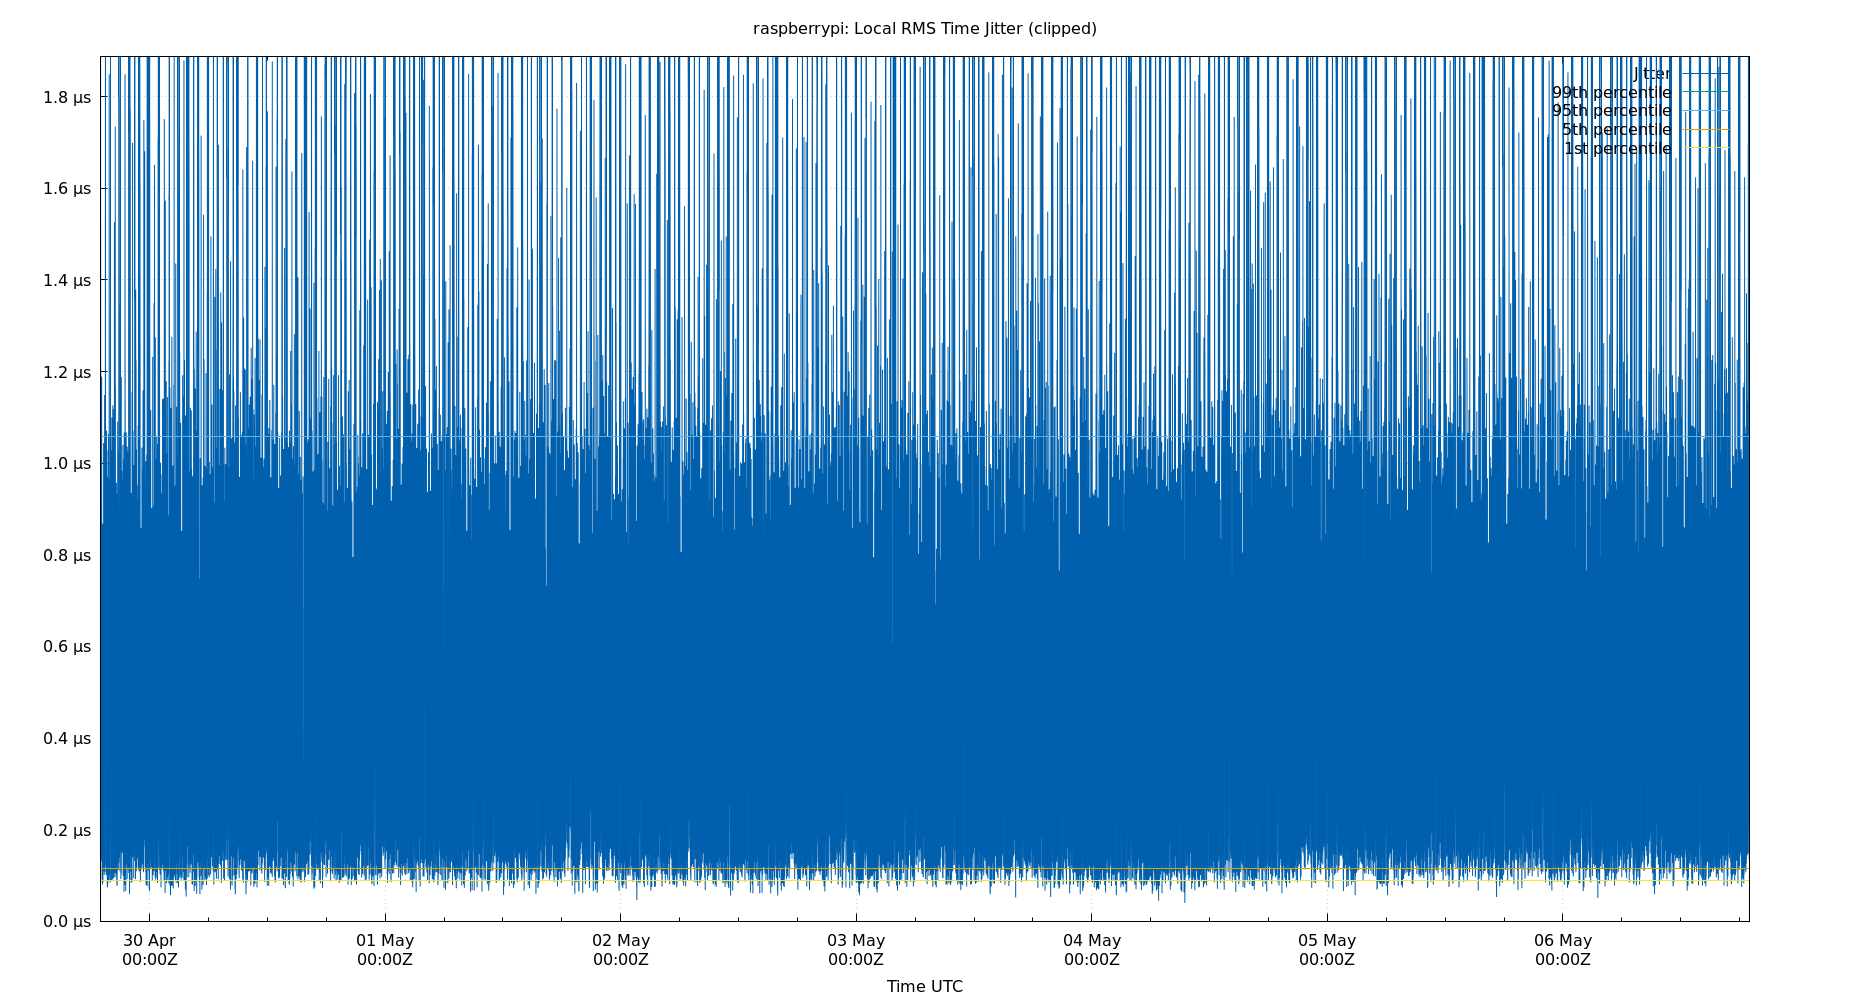 raspberrypi: Local RMS Time Jitter (clipped)
Jitter
99th percentile
95th percentile
5th percentile
1st percentile
1.8 µs
1.6 µs
1.4 µs
1.2 µs
1.0 µs
0.8 µs
0.6 µs
0.4 µs
0.2 µs
0.0 µs
30 Apr 01 May 02 May 03 May 04 May 05 May 06 May
00:00Z 00:00Z 00:00Z 00:00Z 00:00Z 00:00Z 00:00Z
Time UTC